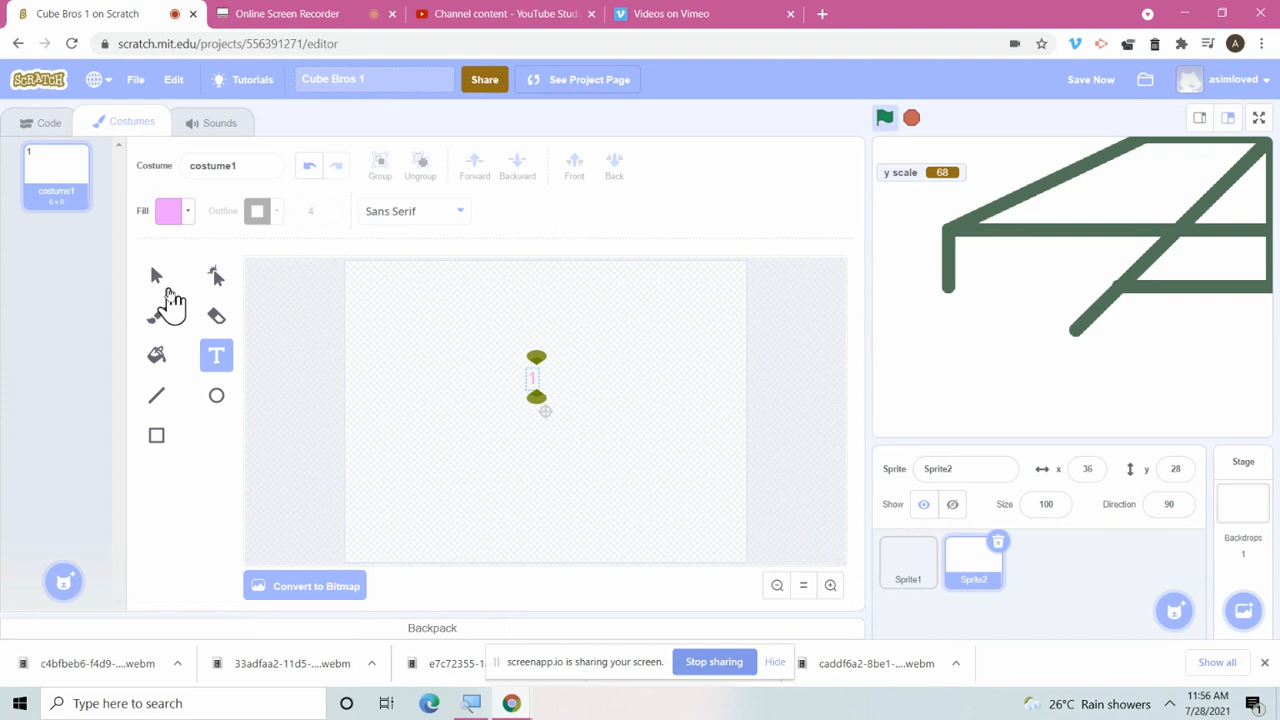 Cube Bros 1 on Scratch
Online Screen Recorder
Channel content - YouTube Stud
Videos on Vimeo
scratch.mit.edu/projects/556391271/editor
A
SCRATCH
File
Edit
Tutorials
Cube Bros 1
Share
See Project Page
Save Now
asimloved
Code
Costumes
Sounds
1
costume1
0 x 0
Costume
costume1
Group
Ungroup
Forward
Backward
Front
Back
Fill
Outline
4
Sans Serif
T
1
Convert to Bitmap
y scale 68
Sprite
Sprite2
x
36
y
28
Show
Size
100
Direction
90
Sprite1
Sprite2
Stage
Backdrops
1
Backpack
c4bfbeb6-f4d9-....webm
33adfaa2-11d5-....webm
e7c72355-1
screenapp.io is sharing your screen.
Stop sharing
Hide
caddf6a2-8be1-....webm
Show all
Type here to search
26°C Rain showers
11:56 AM
7/28/2021
1